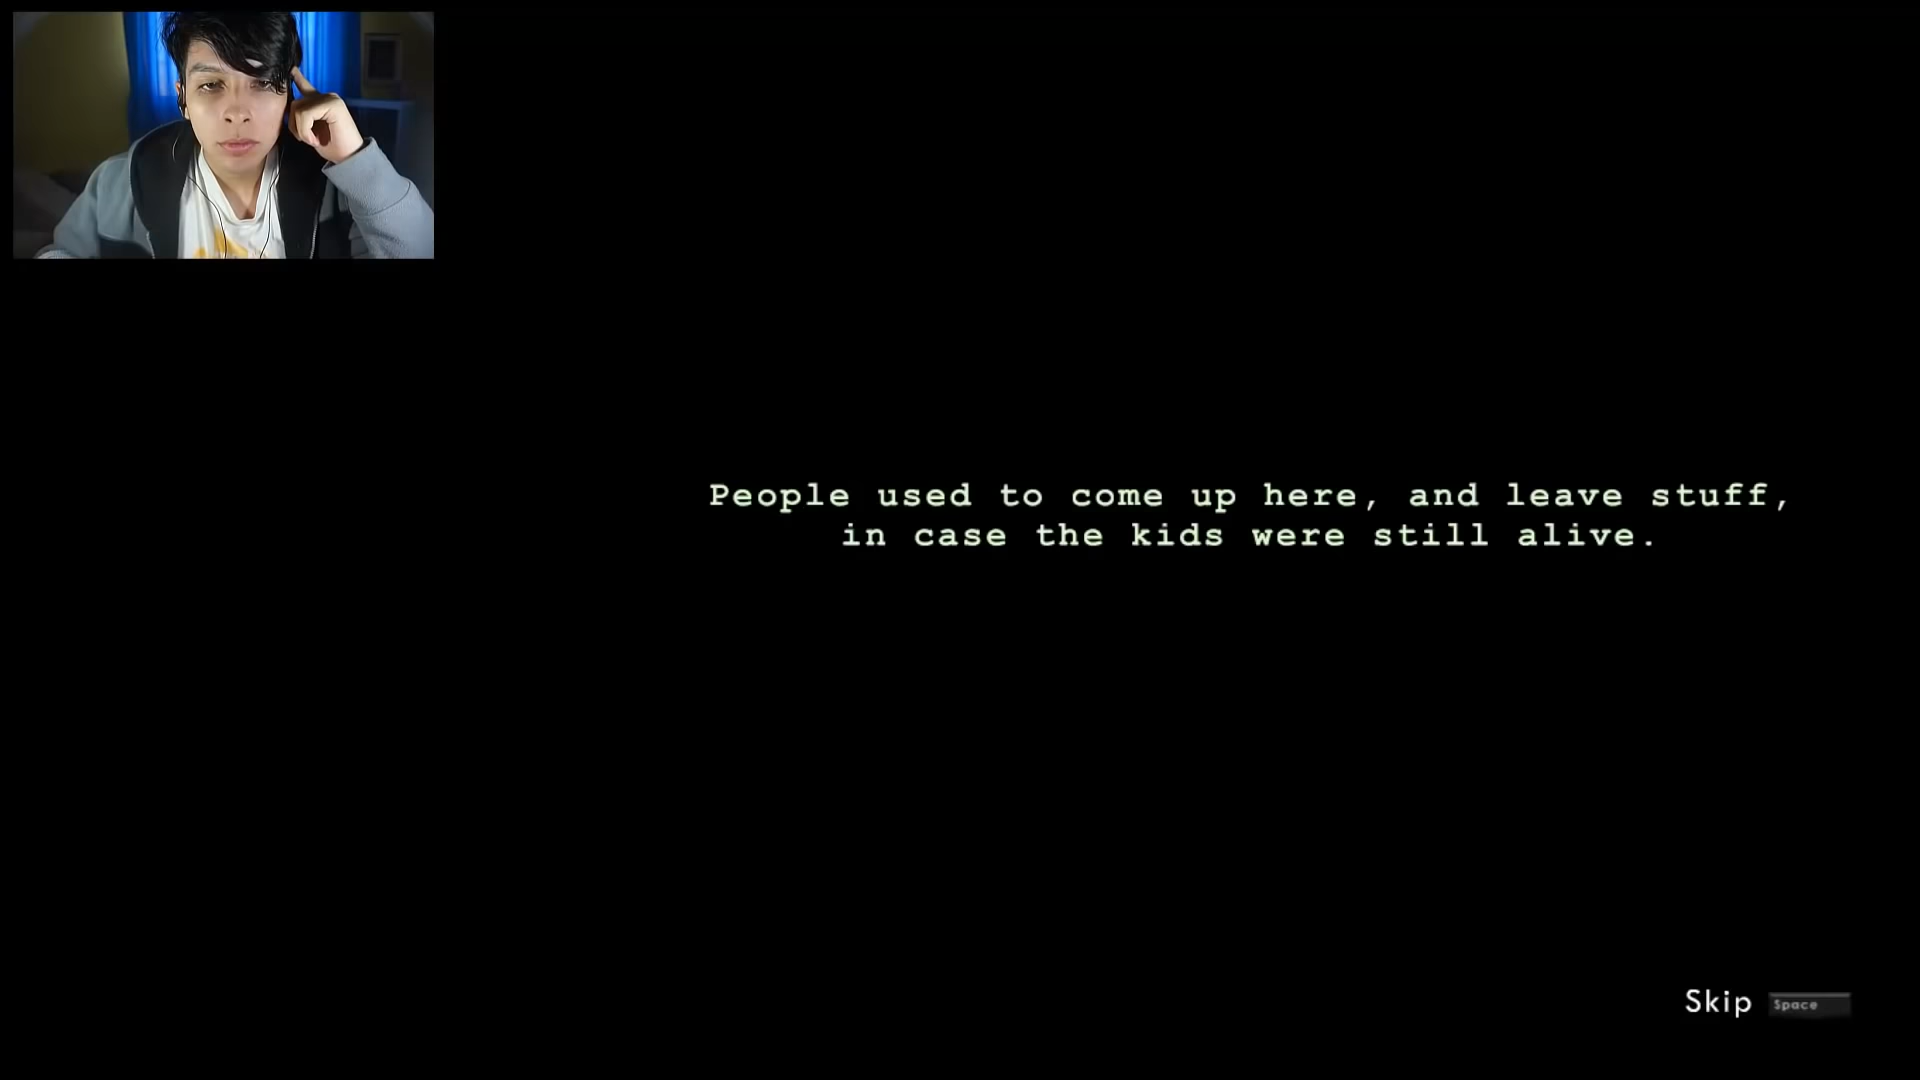 People used to come up here, and leave stuff,
in case the kids were still alive.
Skip Space